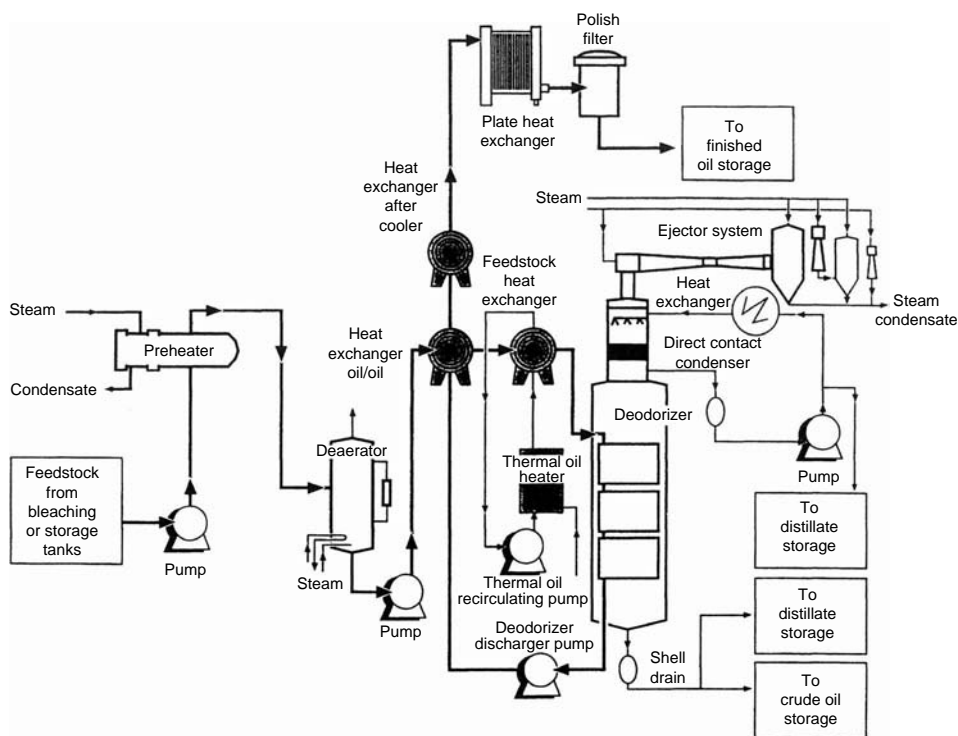 Polish
filter
Plate heat
exchanger
To
finished
oil storage
Heat
exchanger
after
cooler
Steam
Ejector system
Feedstock
heat
exchanger
Heat
exchanger
Steam
condensate
Steam
Preheater
Condensate
Heat
exchanger
oil/oil
Direct contact
condenser
Deodorizer
Deaerator
Thermal oil
heater
Pump
Feedstock
from
bleaching
or storage
tanks
Pump
Steam
Pump
Thermal oil
recirculating pump
Deodorizer
discharger pump
Shell
drain
To
distillate
storage
To
distillate
storage
To
crude oil
storage